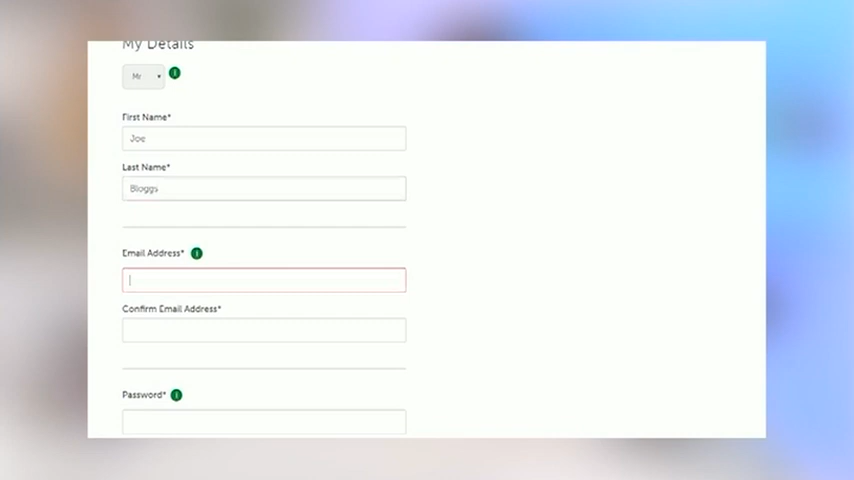 My Details
Mr
First Name*
Joe
Last Name*
Bloggs
Email Address* i
Confirm Email Address*
Password* i